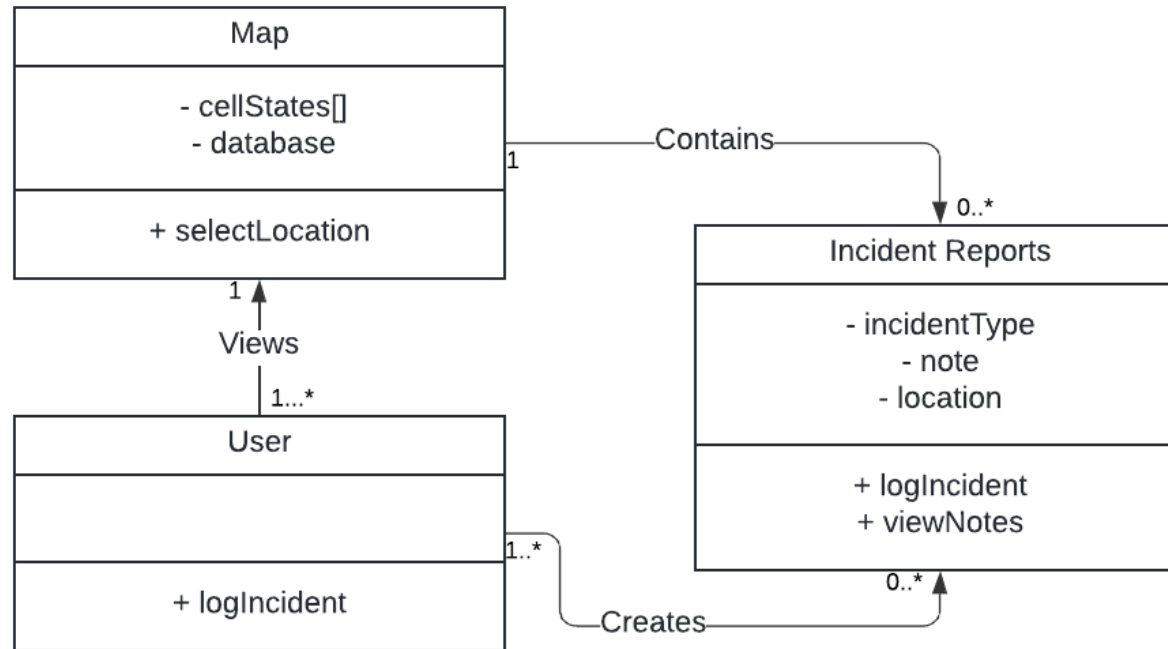 Map
- cellStates[]
- database
+ selectLocation
Contains
1
0..*
Incident Reports
- incidentType
- note
- location
+ logIncident
+ viewNotes
1
Views
1...*
User
+ logIncident
1..*
Creates
0..*